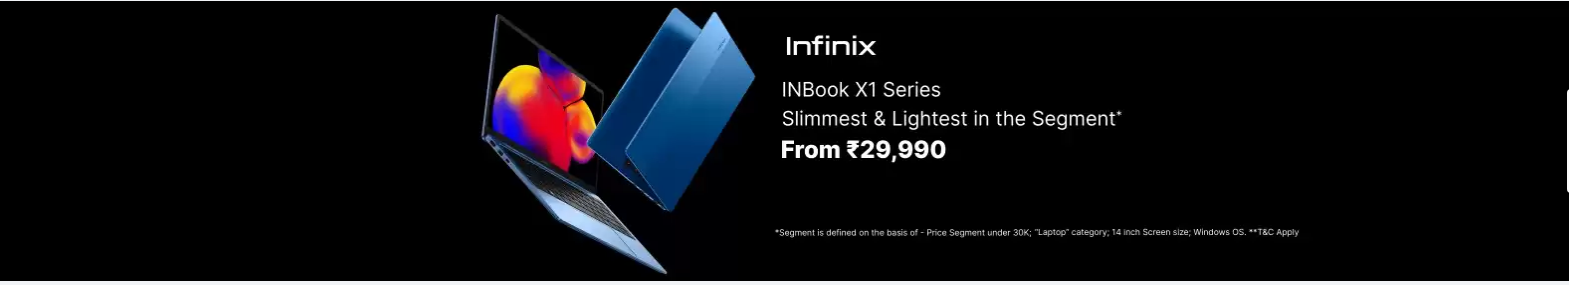 Infinix
INBook X1 Series
Slimmest & Lightest in the Segment*
From ₹29,990
*Segment is defined on the basis of - Price Segment under 30K; "Laptop" category; 14 inch Screen size; Windows OS. **T&C Apply